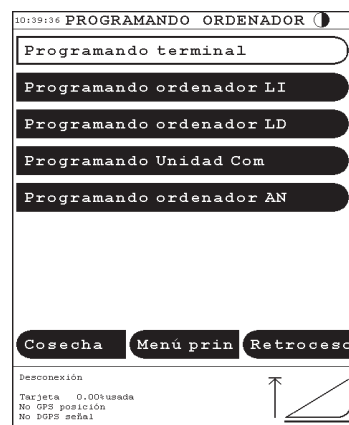 10:39:36 PROGRAMANDO ORDENADOR
Programando terminal
Programando ordenador LI
Programando ordenador LD
Programando Unidad Com
Programando ordenador AN
Cosecha Menú prin Retroceso
Desconexión
Tarjeta 0.00%usada
No GPS posición
No DGPS señal